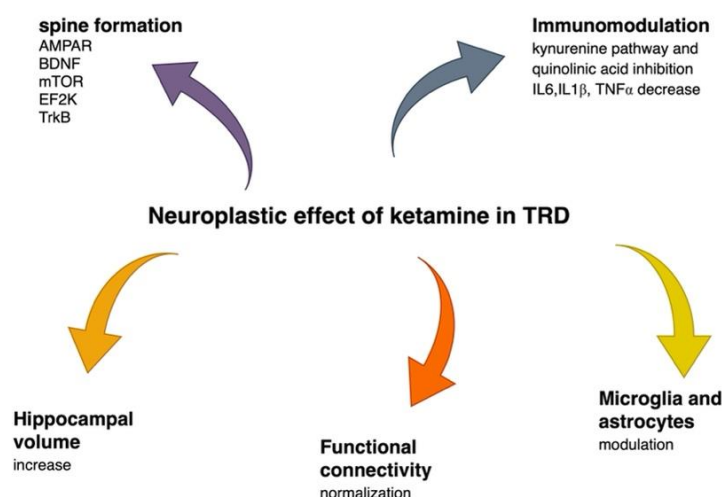 spine formation
AMPAR
BDNF
mTOR
EF2K
TrkB
Immunomodulation
kynurenine pathway and
quinolinic acid inhibition
IL6,IL1β, TNFα decrease
Neuroplastic effect of ketamine in TRD
Hippocampal
volume
increase
Functional
connectivity
normalization
Microglia and
astrocytes
modulation